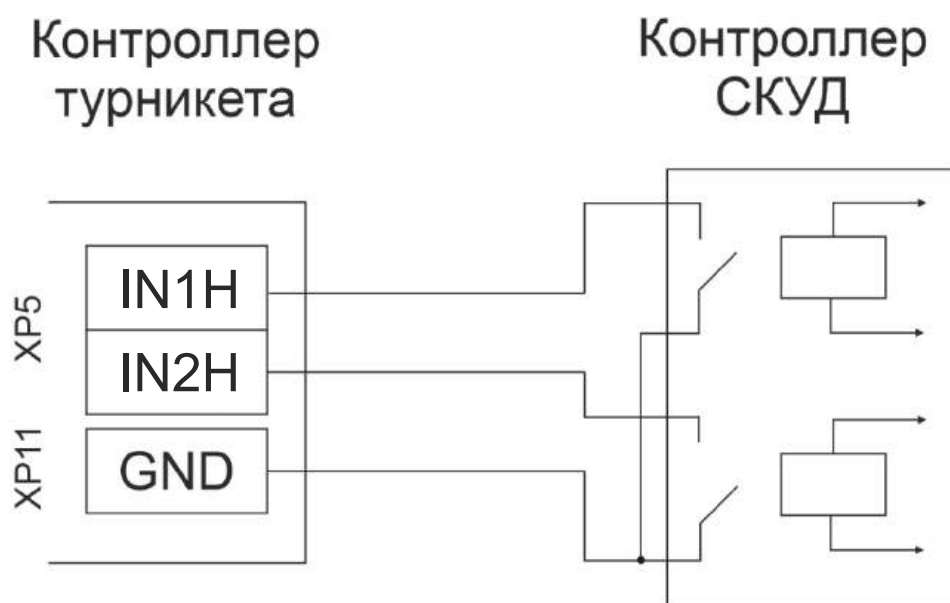 Контроллер
турникета
Контроллер
СКУД
XP5
IN1H
IN2H
XP11
GND